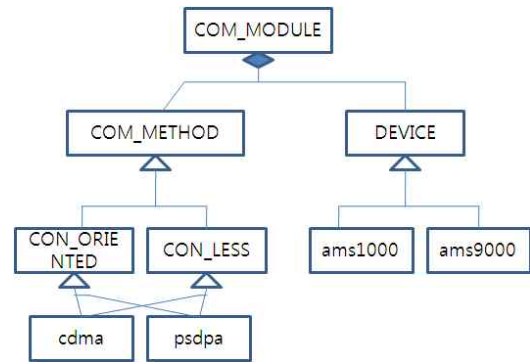 COM_MODULE
COM_METHOD
DEVICE
CON_ORIE
NTED
CON_LESS
ams1000
ams9000
cdma
psdpa